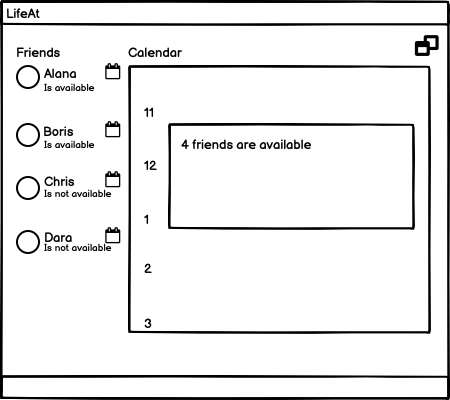 LifeAt
Friends
Alana
Is available
Boris
Is available
Chris
Is not available
Dara
Is not available
Calendar
11
12
1
2
3
4 friends are available